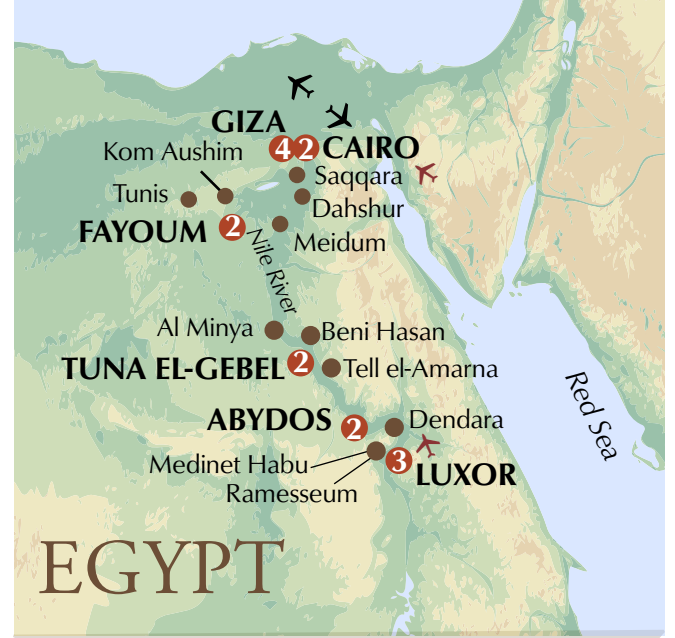 GIZA
4 2 CAIRO
Kom Aushim
Saqqara
Tunis
Dahshur
FAYOUM 2
Meidum
Nile River
Al Minya
Beni Hasan
TUNA EL-GEBEL 2
Tell el-Amarna
Red Sea
ABYDOS 2
Dendara
Medinet Habu
3 LUXOR
Ramesseum
EGYPT